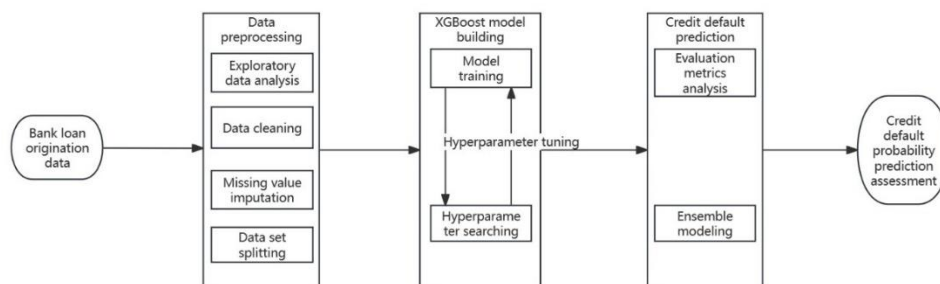 Bank loan
origination
data
Data
preprocessing
Exploratory
data analysis
Data cleaning
Missing value
imputation
Data set
splitting
XGBoost model
building
Model
training
Hyperparameter tuning
Hyperparame
ter searching
Credit default
prediction
Evaluation
metrics
analysis
Ensemble
modeling
Credit
default
probability
prediction
assessment